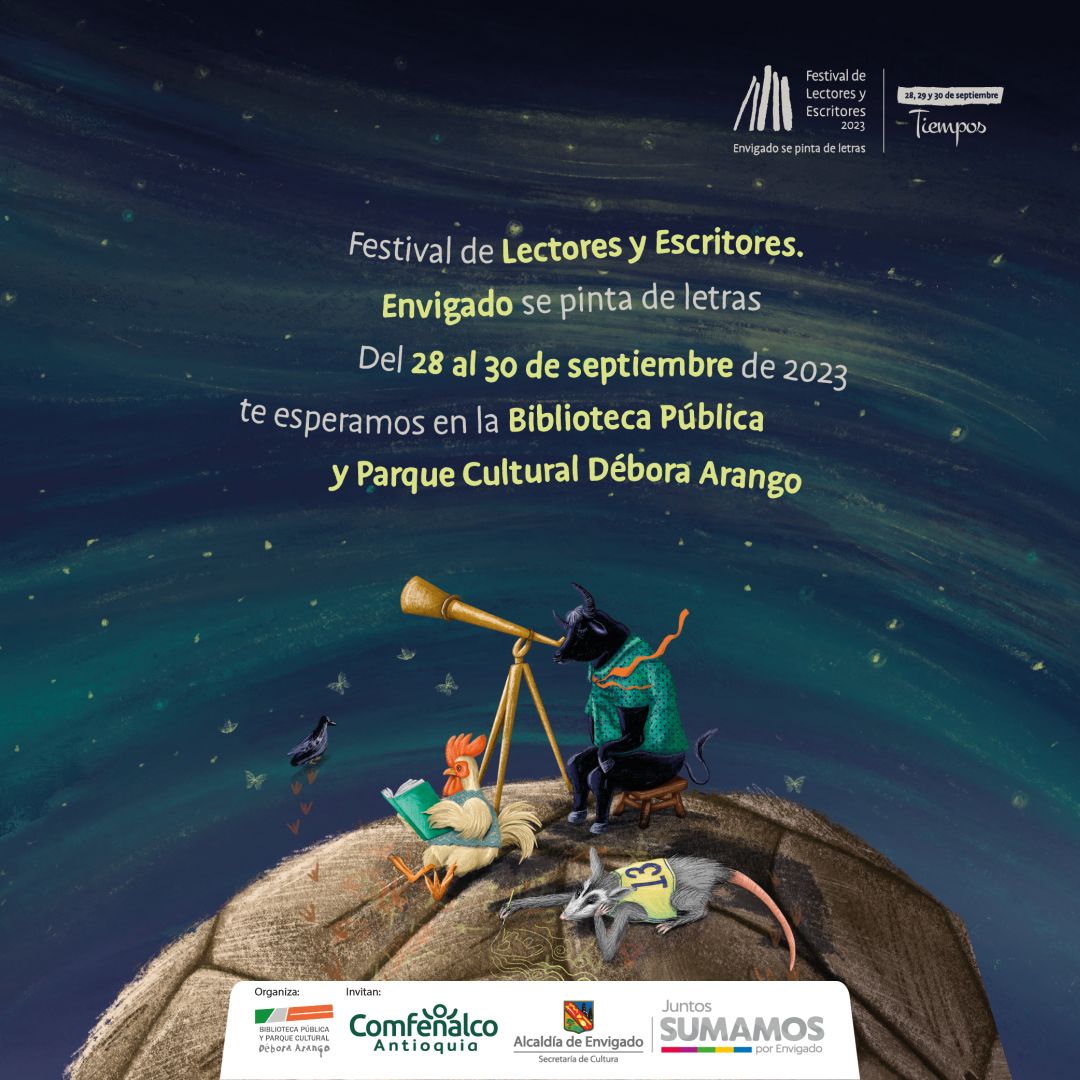 Festival de
Lectores y
Escritores
2023
Envigado se pinta de letras
28, 29 y 30 de septiembre
Tiempos
Festival de Lectores y Escritores.
Envigado se pinta de letras
Del 28 al 30 de septiembre de 2023
te esperamos en la Biblioteca Pública
y Parque Cultural Débora Arango
13
Organiza:
BIBLIOTECA PÚBLICA
Y PARQUE CULTURAL
Débora Arango
Invitan:
Comfenalco
Antioquia
Alcaldía de Envigado
Secretaría de Cultura
Juntos
SUMAMOS
por Envigado